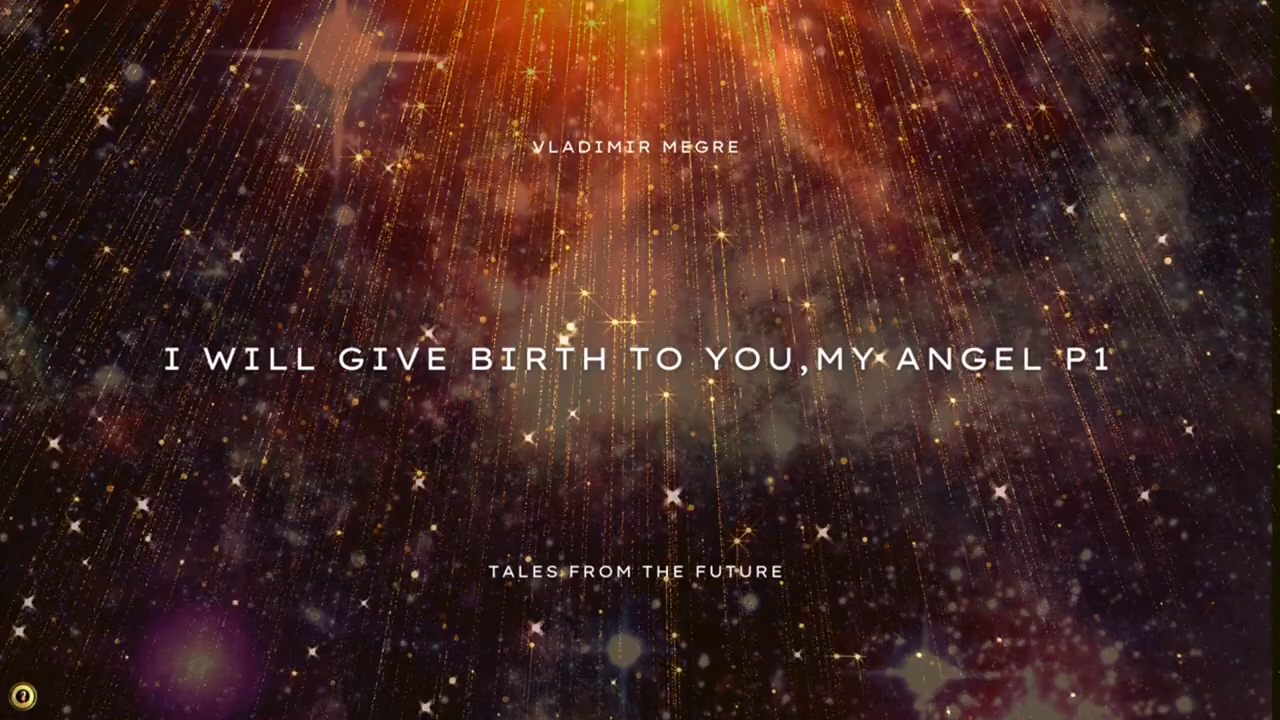 VLADIMIR MEGRE
I WILL GIVE BIRTH TO YOU,MY ANGEL P1
TALES FROM THE FUTURE